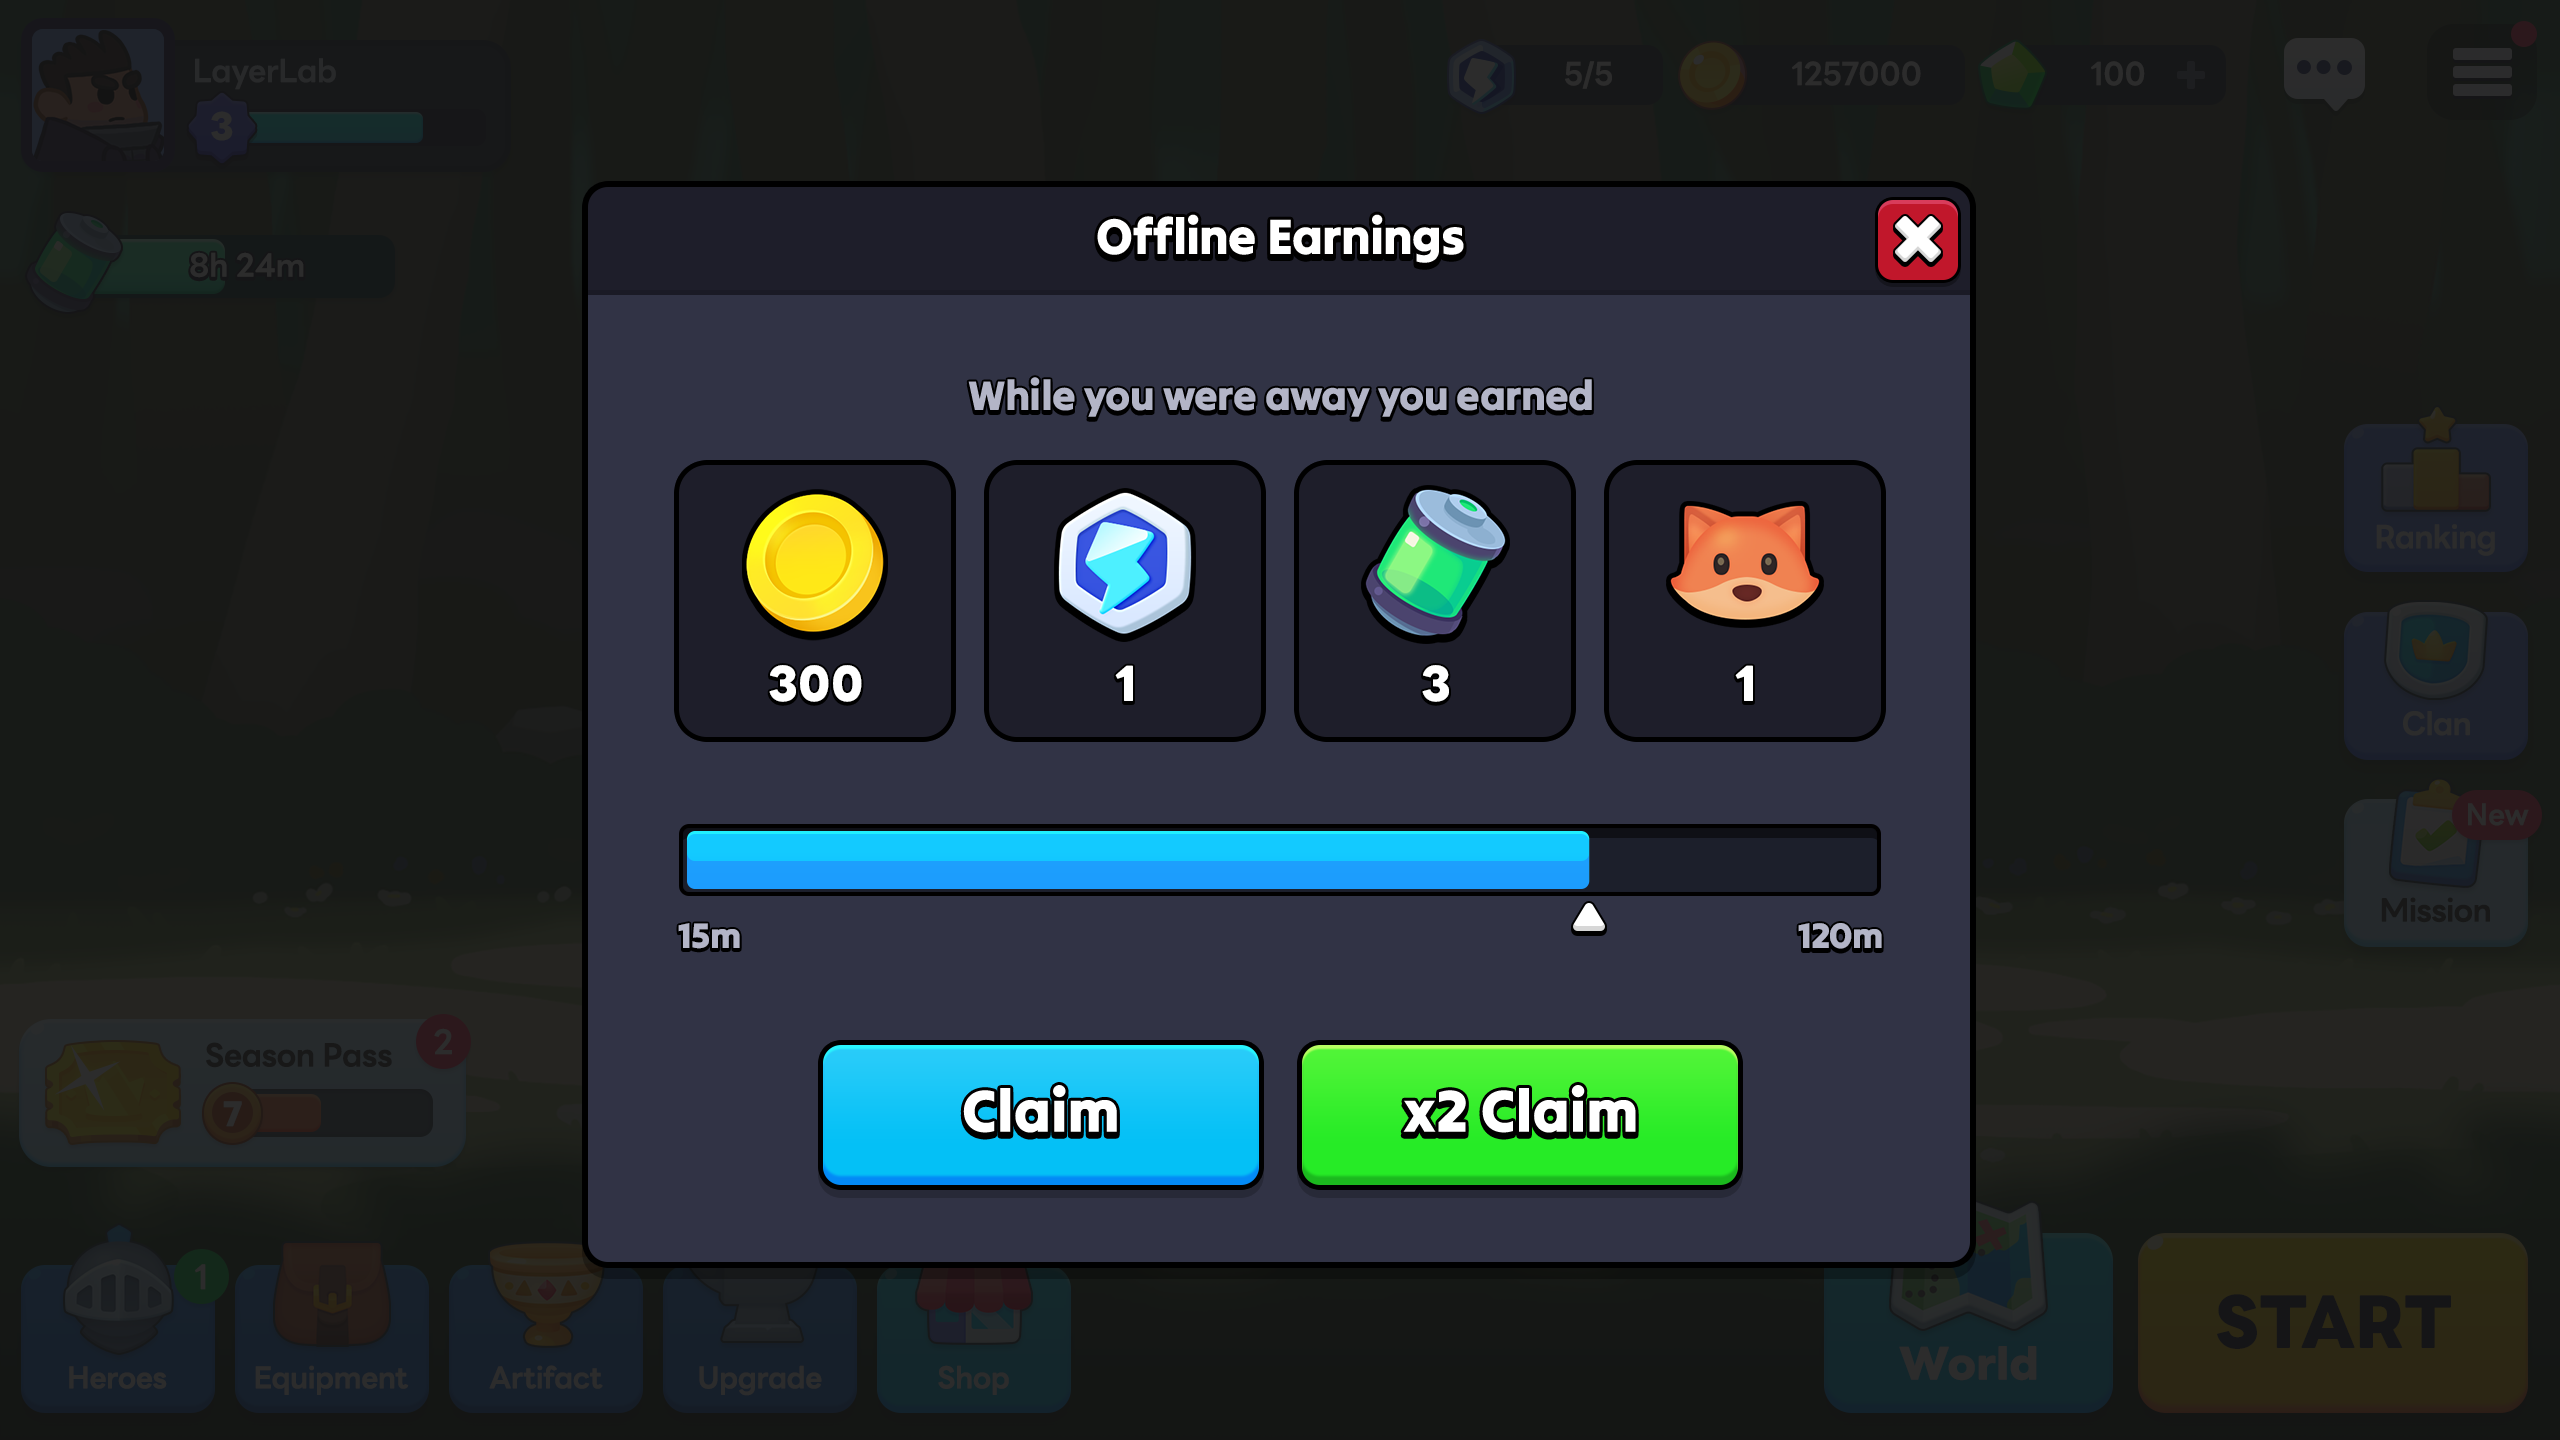 LayerLab
3
5/5
1257000
100
8h 24m
Offline Earnings
While you were away you earned
300
1
3
1
15m
120m
Claim
x2 Claim
Ranking
Clan
New
Mission
Season Pass
2
7
1
Heroes
Equipment
Artifact
Upgrade
Shop
World
START